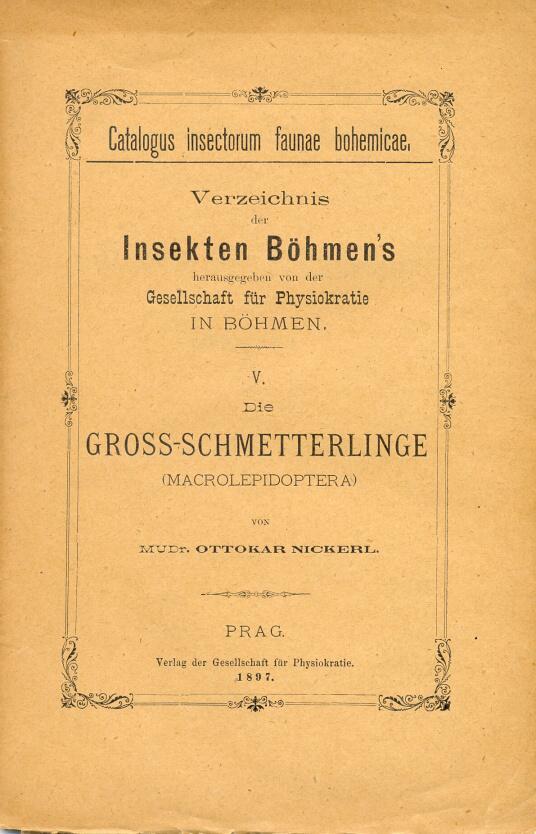 Catalogus insectorum faunae bohemicae.
Verzeichnis
der
Insekten Böhmen's
herausgegeben von der
Gesellschaft für Physiokratie
IN BÖHMEN.
V.
Die
GROSS-SCHMETTERLINGE
(MACROLEPIDOPTERA)
VON
MUDr. OTTOKAR NICKERL.
PRAG.
Verlag der Gesellschaft für Physiokratie.
1897.